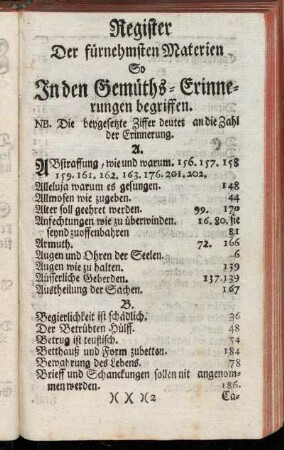 Register
Der fürnehmsten Materien
So
In den Gemüths-Erinne-
rungen begriffen.
NB. Die beygesetzte Ziffer deutet an die Zahl
der Erinnerung.
A.
ABstraffung, wie und warum. 156. 157. 158
159. 161. 162. 163. 176. 201. 202.
Alleluja warum es gesungen. 148
Allmosen wie zugeben. 44
Alter soll geehret werden. 99. 170
Anfechtungen wie zu überwinden. 16. 80. sie
seynd zuoffenbahren 81
Armuth. 72. 166
Augen und Ohren der Seelen. 6
Augen wie zu halten. 139
Aüsserliche Geberden. 137. 139
Austheilung der Sachen. 167
B.
Begierlichkeit ist schädlich. 36
Der Betrübten Hülff. 48
Betrug ist teuffisch. 54
Betthauß und Form zubetten. 184
Bewahrung des Lebens. 78
Brieff und Schanckungen sollen nit angenom-
men werden. 186.
)( )( )(2 Ca-